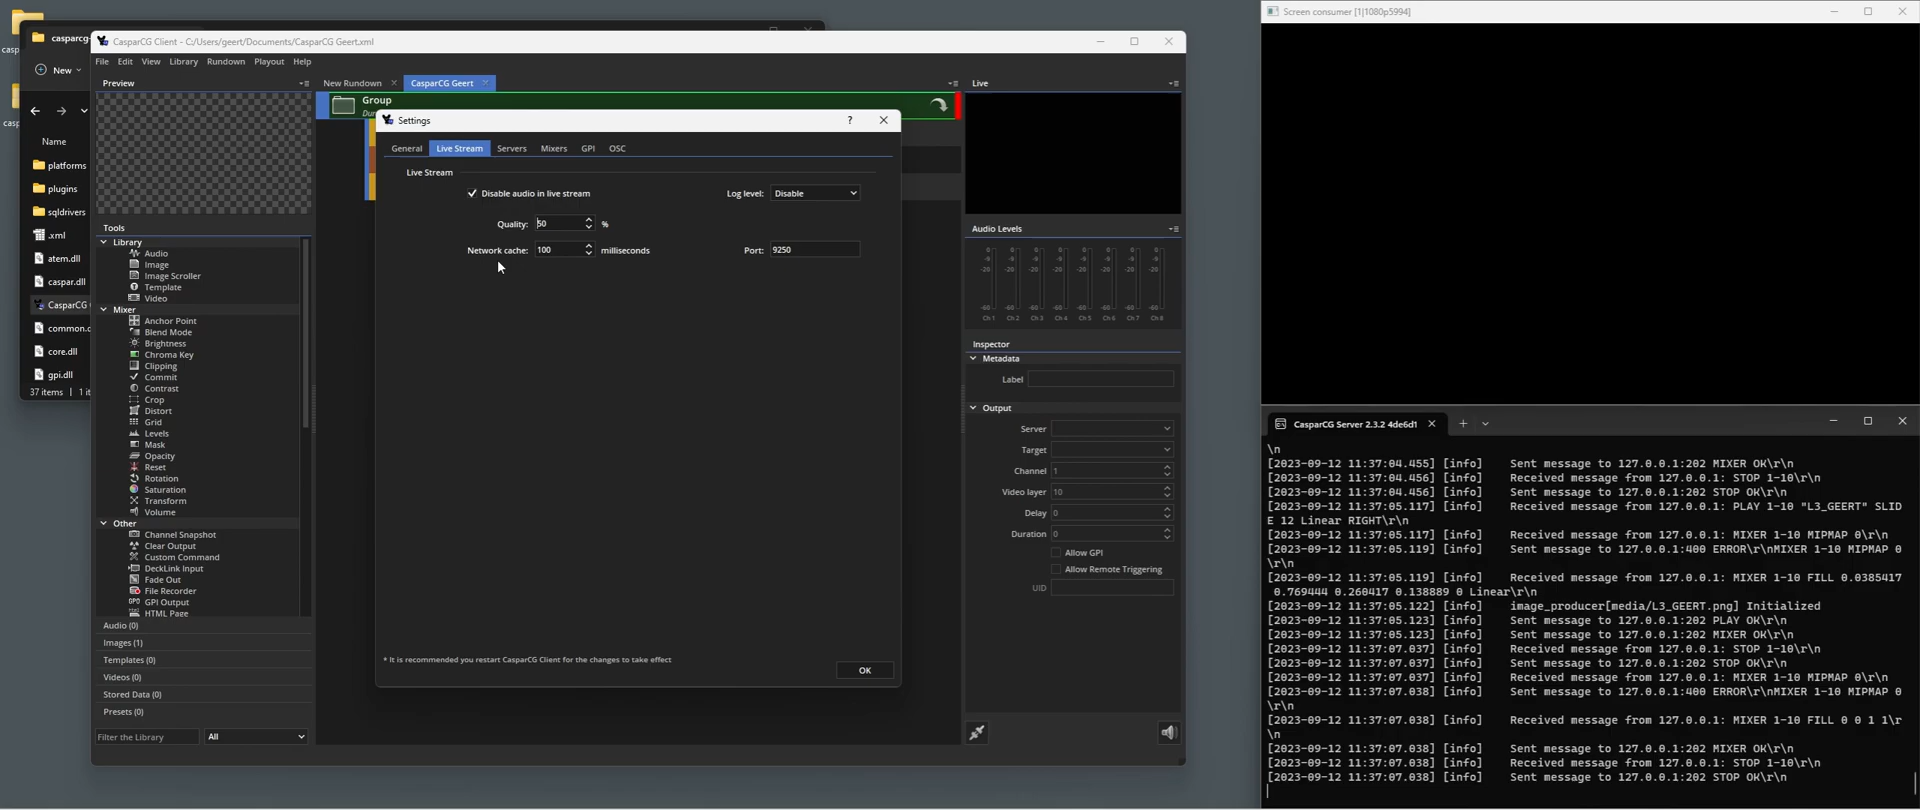 Screen consumer [1|1080p5994]
casparcg-
New
Name
platforms
plugins
sqldrivers
.xml
atem.dll
caspar.dll
CasparCG
common.d
core.dll
gpi.dll
37 items
CasparCG Client - C:/Users/geert/Documents/CasparCG Geert.xml
File Edit View Library Rundown Playout Help
Preview
New Rundown
CasparCG Geert
Live
Group
Settings
General Live Stream Servers Mixers GPI OSC
Live Stream
Disable audio in live stream
Log level: Disable
Quality: 50 %
Network cache: 100 milliseconds
Port: 9250
* It is recommended you restart CasparCG Client for the changes to take effect
OK
Tools
Library
Audio
Image
Image Scroller
Template
Video
Mixer
Anchor Point
Blend Mode
Brightness
Chroma Key
Clipping
Commit
Contrast
Crop
Distort
Grid
Levels
Mask
Opacity
Reset
Rotation
Saturation
Transform
Volume
Other
Channel Snapshot
Clear Output
Custom Command
DeckLink Input
Fade Out
File Recorder
GPI Output
HTML Page
Audio (0)
Images (1)
Templates (0)
Videos (0)
Stored Data (0)
Presets (0)
Filter the Library
All
Audio Levels
Ch 1 Ch 2 Ch 3 Ch 4 Ch 5 Ch 6 Ch 7 Ch 8
Inspector
Metadata
Label
Output
Server
Target
Channel 1
Video layer 10
Delay 0
Duration 0
Allow GPI
Allow Remote Triggering
UID
CasparCG Server 2.3.2 4de6d1
\n
[2023-09-12 11:37:04.455] [info] Sent message to 127.0.0.1:202 MIXER OK\r\n
[2023-09-12 11:37:04.456] [info] Received message from 127.0.0.1: STOP 1-10\r\n
[2023-09-12 11:37:04.456] [info] Sent message to 127.0.0.1:202 STOP OK\r\n
[2023-09-12 11:37:05.117] [info] Received message from 127.0.0.1: PLAY 1-10 "L3_GEERT" SLID
E 12 Linear RIGHT\r\n
[2023-09-12 11:37:05.117] [info] Received message from 127.0.0.1: MIXER 1-10 MIPMAP 0\r\n
[2023-09-12 11:37:05.119] [info] Sent message to 127.0.0.1:400 ERROR\r\nMIXER 1-10 MIPMAP 0
\r\n
[2023-09-12 11:37:05.119] [info] Received message from 127.0.0.1: MIXER 1-10 FILL 0.0385417
0.769444 0.260417 0.138889 0 Linear\r\n
[2023-09-12 11:37:05.122] [info] image_producer[media/L3_GEERT.png] Initialized
[2023-09-12 11:37:05.123] [info] Sent message to 127.0.0.1:202 PLAY OK\r\n
[2023-09-12 11:37:05.123] [info] Sent message to 127.0.0.1:202 MIXER OK\r\n
[2023-09-12 11:37:07.037] [info] Received message from 127.0.0.1: STOP 1-10\r\n
[2023-09-12 11:37:07.037] [info] Sent message to 127.0.0.1:202 STOP OK\r\n
[2023-09-12 11:37:07.037] [info] Received message from 127.0.0.1: MIXER 1-10 MIPMAP 0\r\n
[2023-09-12 11:37:07.038] [info] Sent message to 127.0.0.1:400 ERROR\r\nMIXER 1-10 MIPMAP 0
\r\n
[2023-09-12 11:37:07.038] [info] Received message from 127.0.0.1: MIXER 1-10 FILL 0 0 1 1\r
\n
[2023-09-12 11:37:07.038] [info] Sent message to 127.0.0.1:202 MIXER OK\r\n
[2023-09-12 11:37:07.038] [info] Received message from 127.0.0.1: STOP 1-10\r\n
[2023-09-12 11:37:07.038] [info] Sent message to 127.0.0.1:202 STOP OK\r\n